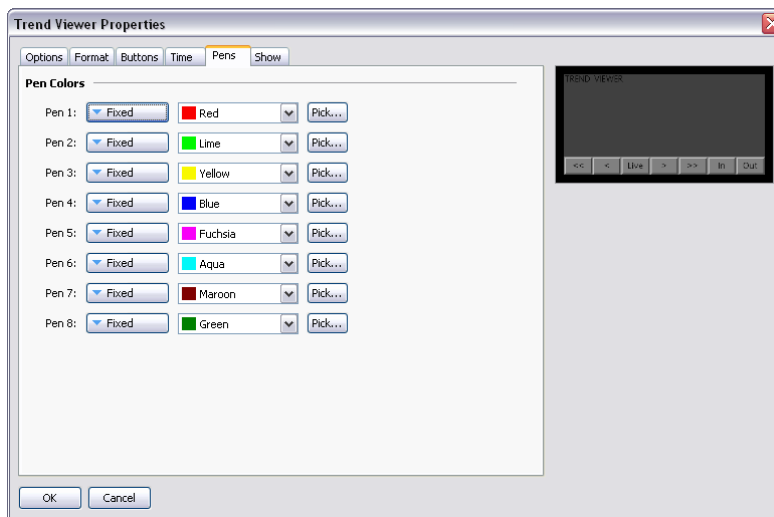 Trend Viewer Properties
Options Format Buttons Time Pens Show
Pen Colors
Pen 1: Fixed Red Pick...
Pen 2: Fixed Lime Pick...
Pen 3: Fixed Yellow Pick...
Pen 4: Fixed Blue Pick...
Pen 5: Fixed Fuchsia Pick...
Pen 6: Fixed Aqua Pick...
Pen 7: Fixed Maroon Pick...
Pen 8: Fixed Green Pick...
TREND VIEWER
<< < Live > >> In Out
OK Cancel